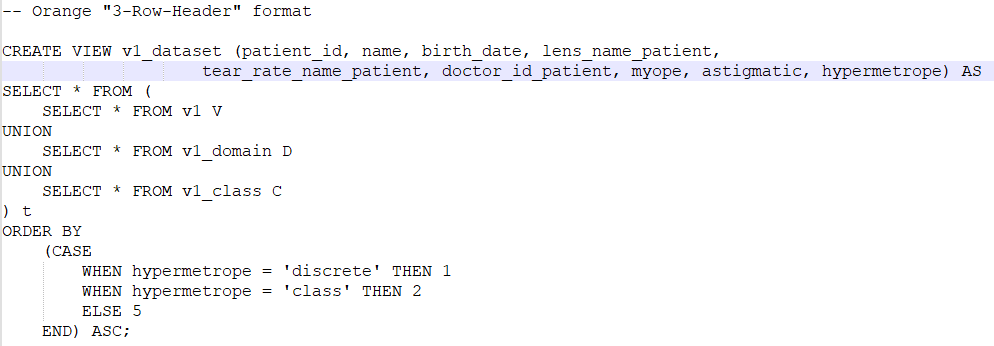 -- Orange "3-Row-Header" format
CREATE VIEW v1_dataset (patient_id, name, birth_date, lens_name_patient,
tear_rate_name_patient, doctor_id_patient, myope, astigmatic, hypermetrope) AS
SELECT * FROM (
SELECT * FROM v1 V
UNION
SELECT * FROM v1_domain D
UNION
SELECT * FROM v1_class C
) t
ORDER BY
(CASE
WHEN hypermetrope = 'discrete' THEN 1
WHEN hypermetrope = 'class' THEN 2
ELSE 5
END) ASC;